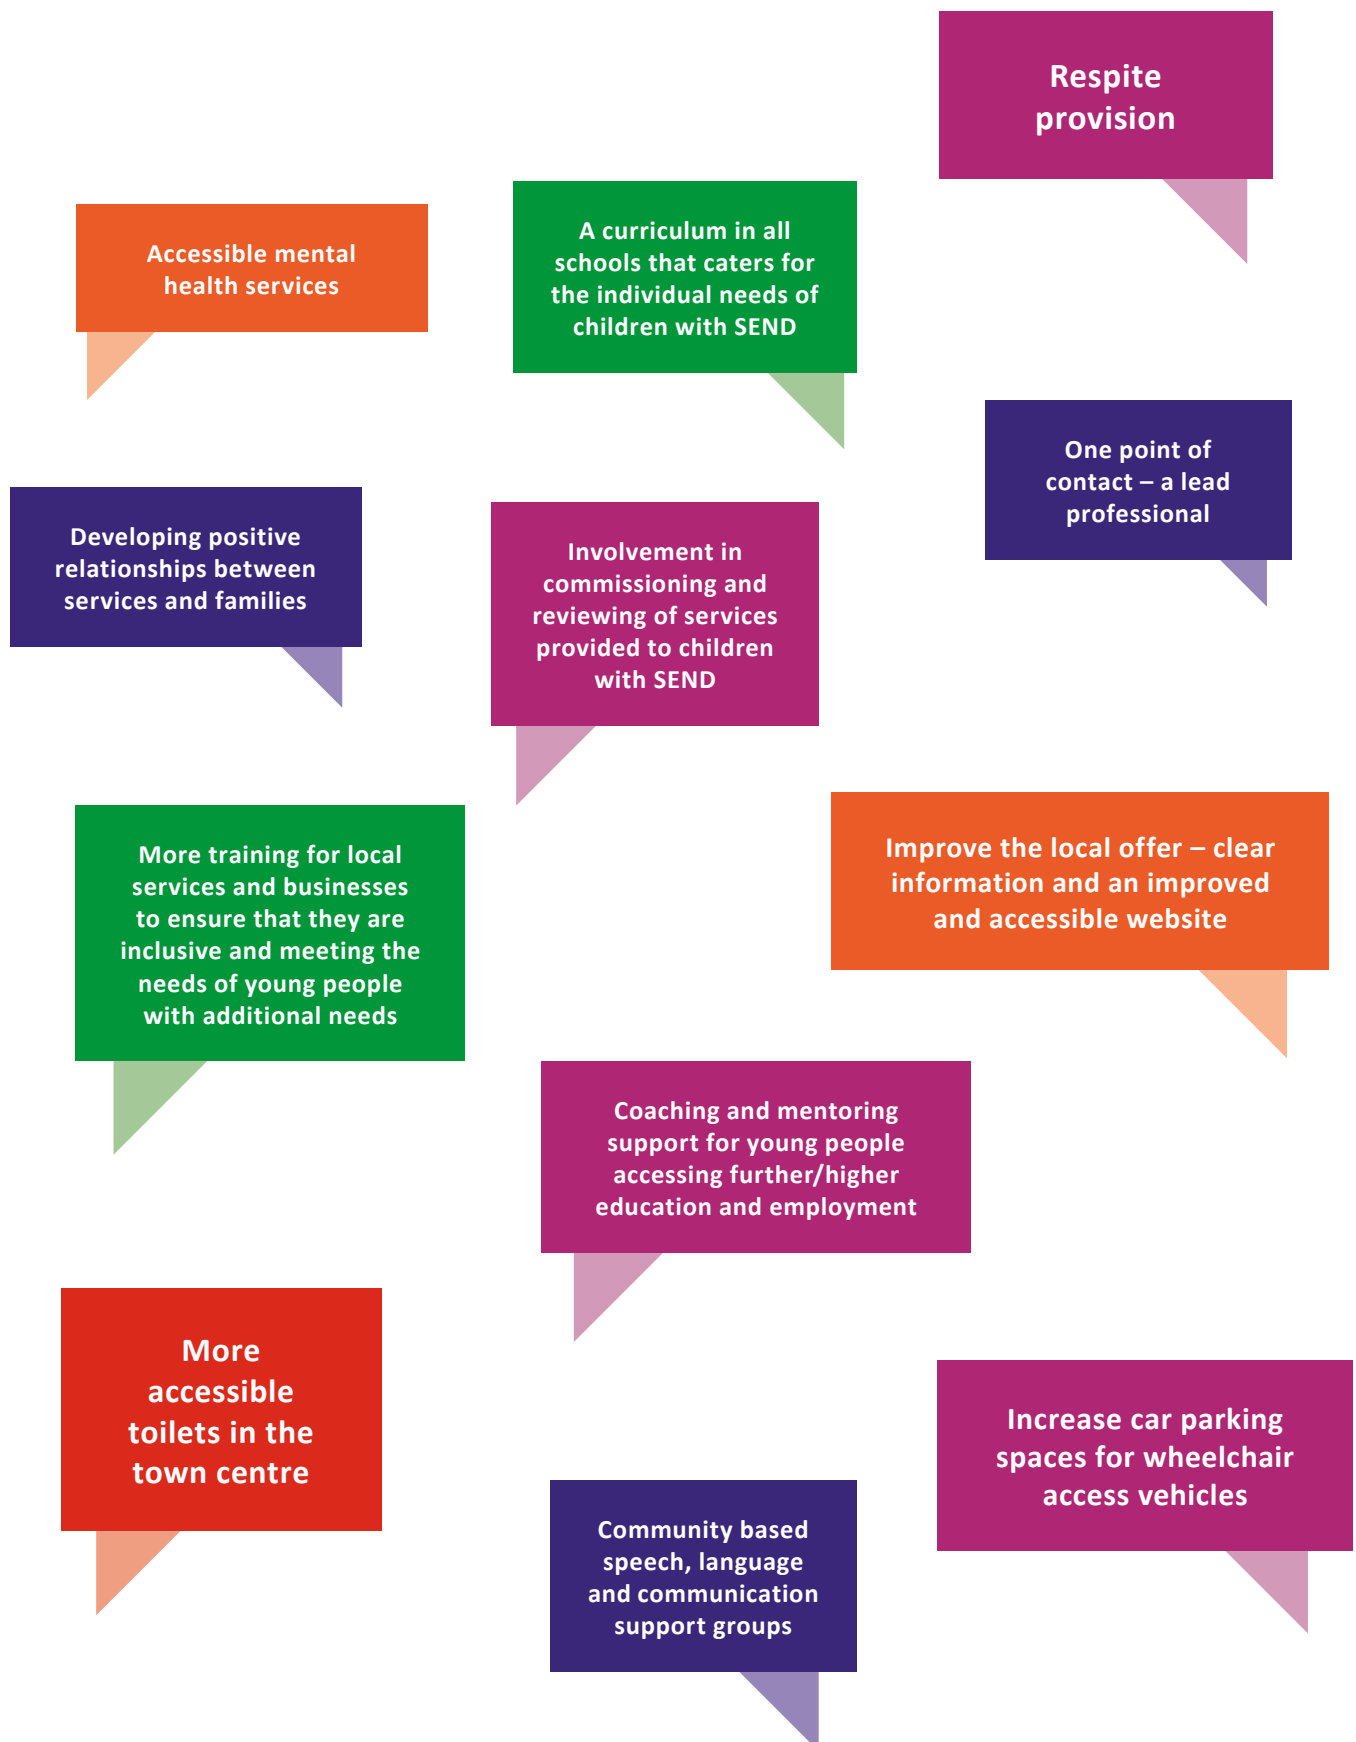 Respite
provision
Accessible mental
health services
A curriculum in all
schools that caters for
the individual needs of
children with SEND
One point of
contact – a lead
professional
Developing positive
relationships between
services and families
Involvement in
commissioning and
reviewing of services
provided to children
with SEND
More training for local
services and businesses
to ensure that they are
inclusive and meeting the
needs of young people
with additional needs
Improve the local offer – clear
information and an improved
and accessible website
Coaching and mentoring
support for young people
accessing further/higher
education and employment
More
accessible
toilets in the
town centre
Increase car parking
spaces for wheelchair
access vehicles
Community based
speech, language
and communication
support groups